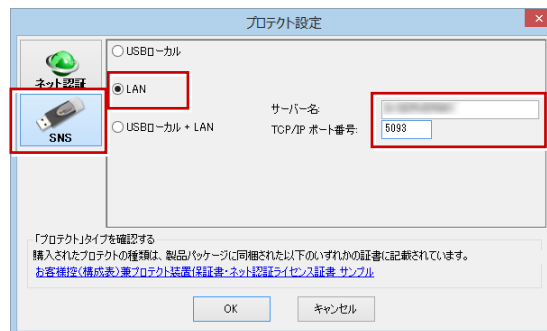 プロテクト設定
ネット認証
SNS
USBローカル
LAN
USBローカル + LAN
サーバー名:
TCP/IP ポート番号:
5093
「プロテクト」タイプを確認する
購入されたプロテクトの種類は、製品パッケージに同梱された以下のいずれかの証書に記載されています。
お客様控(構成表)兼プロテクト装置保証書・ネット認証ライセンス証書 サンプル
OK
キャンセル